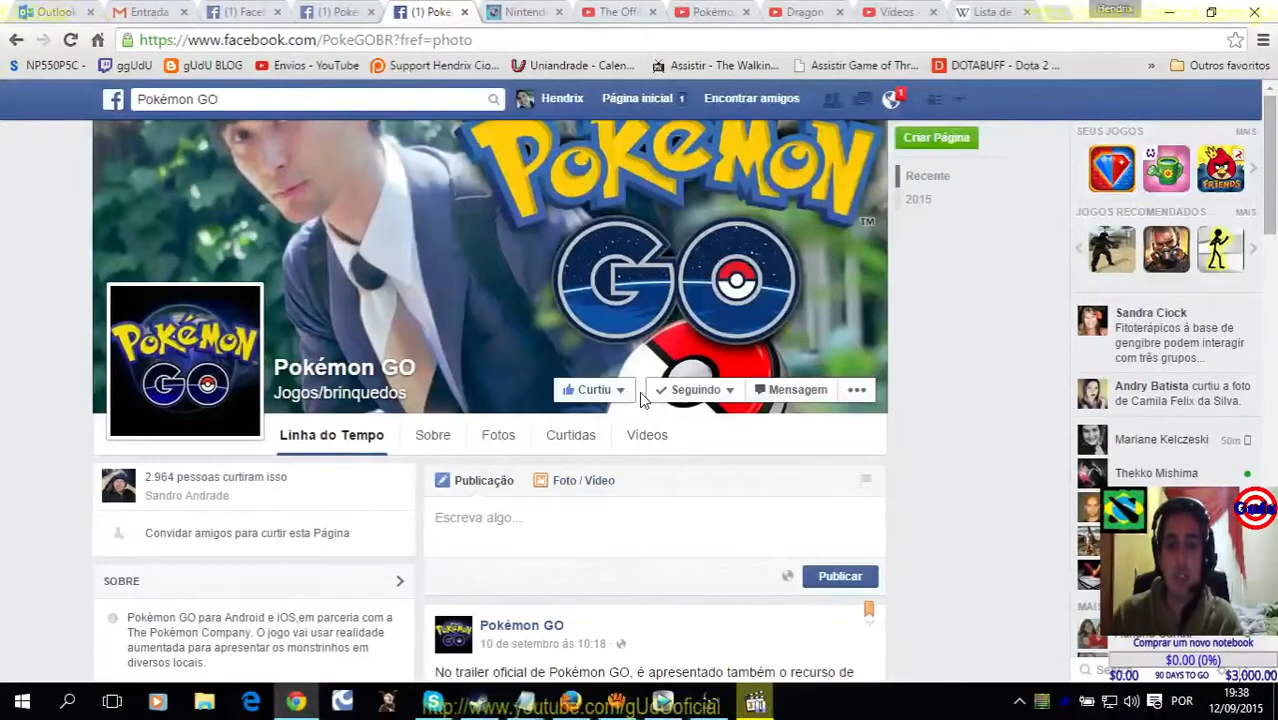 Outlook
Entrada
(1) Face
(1) Poké
(1) Poké
Nintend
The Offi
Pokémo
Dragon
Vídeos -
Lista de
Hendrix
https://www.facebook.com/PokeGOBR?fref=photo
NP550P5C -
ggUdU
gUdU BLOG
Envios - YouTube
Support Hendrix Cio...
Uniandrade - Calen...
Assistir - The Walkin...
Assistir Game of Thr...
DOTABUFF - Dota 2 ...
»
Outros favoritos
Pokémon GO
Hendrix
Página inicial 1
Encontrar amigos
1
POKéMON
TM
GO
POKéMON
GO
Pokémon GO
Jogos/brinquedos
Curtiu
Seguindo
Mensagem
•••
Linha do Tempo
Sobre
Fotos
Curtidas
Vídeos
2.964 pessoas curtiram isso
Sandro Andrade
Convidar amigos para curtir esta Página
SOBRE
Pokémon GO para Android e iOS,em parceria com a
The Pokémon Company. O jogo vai usar realidade
aumentada para apresentar os monstrinhos em
diversos locais.
Publicação
Foto / Vídeo
Escreva algo...
Publicar
Pokémon GO
10 de setembro às 10:18 ·
No trailer oficial de Pokémon GO, é apresentado também o recurso de
Criar Página
Recente
2015
SEUS JOGOS
MAIS
FRIENDS
JOGOS RECOMENDADOS
MAIS
Sandra Ciock
Fitoterápicos à base de
gengibre podem interagir
com três grupos...
Andry Batista curtiu a foto
de Camila Felix da Silva.
Mariane Kelczeski
50m
Thekko Mishima
GuduU
Comprar um novo notebook
$0.00 (0%)
$0.00
90 DAYS TO GO
$3,000.00
http://www.youtube.com/gUdUoficial
POR
19:38
12/09/2015